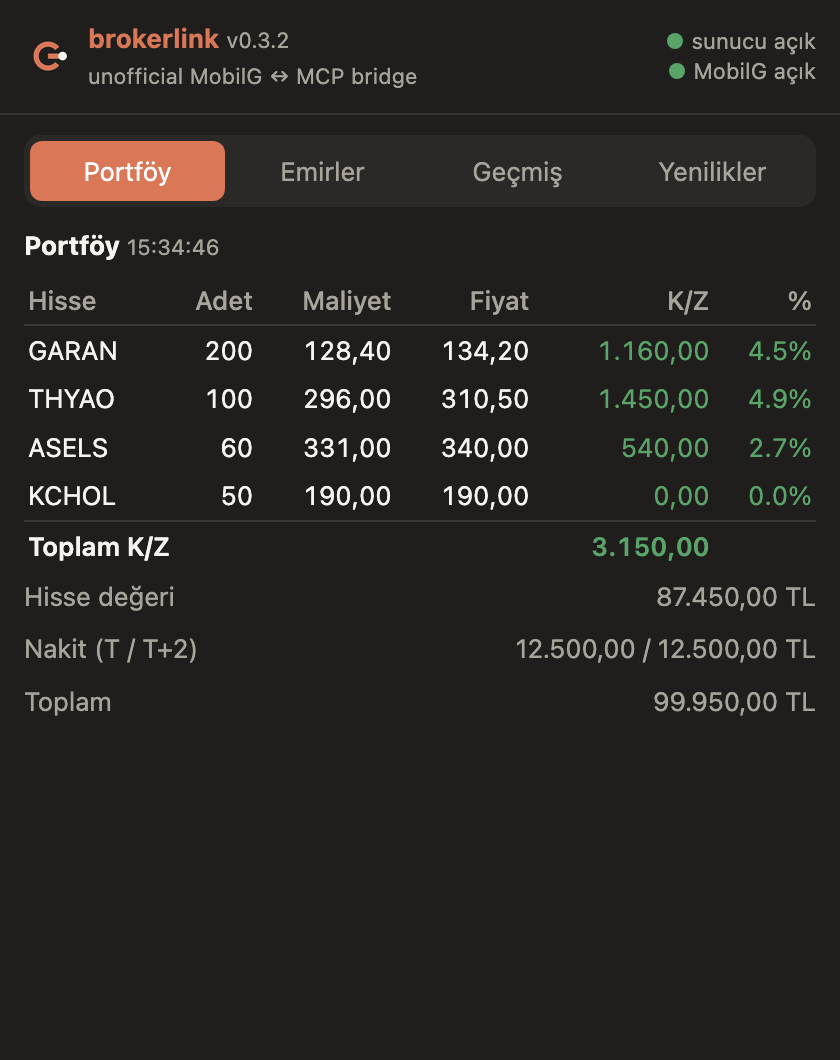 brokerlink v0.3.2
unofficial MobilG ↔ MCP bridge
sunucu açık
MobilG açık
Portföy Emirler Geçmiş Yenilikler
Portföy 15:34:46
Hisse Adet Maliyet Fiyat K/Z %
GARAN 200 128,40 134,20 1.160,00 4.5%
THYAO 100 296,00 310,50 1.450,00 4.9%
ASELS 60 331,00 340,00 540,00 2.7%
KCHOL 50 190,00 190,00 0,00 0.0%
Toplam K/Z 3.150,00
Hisse değeri 87.450,00 TL
Nakit (T / T+2) 12.500,00 / 12.500,00 TL
Toplam 99.950,00 TL